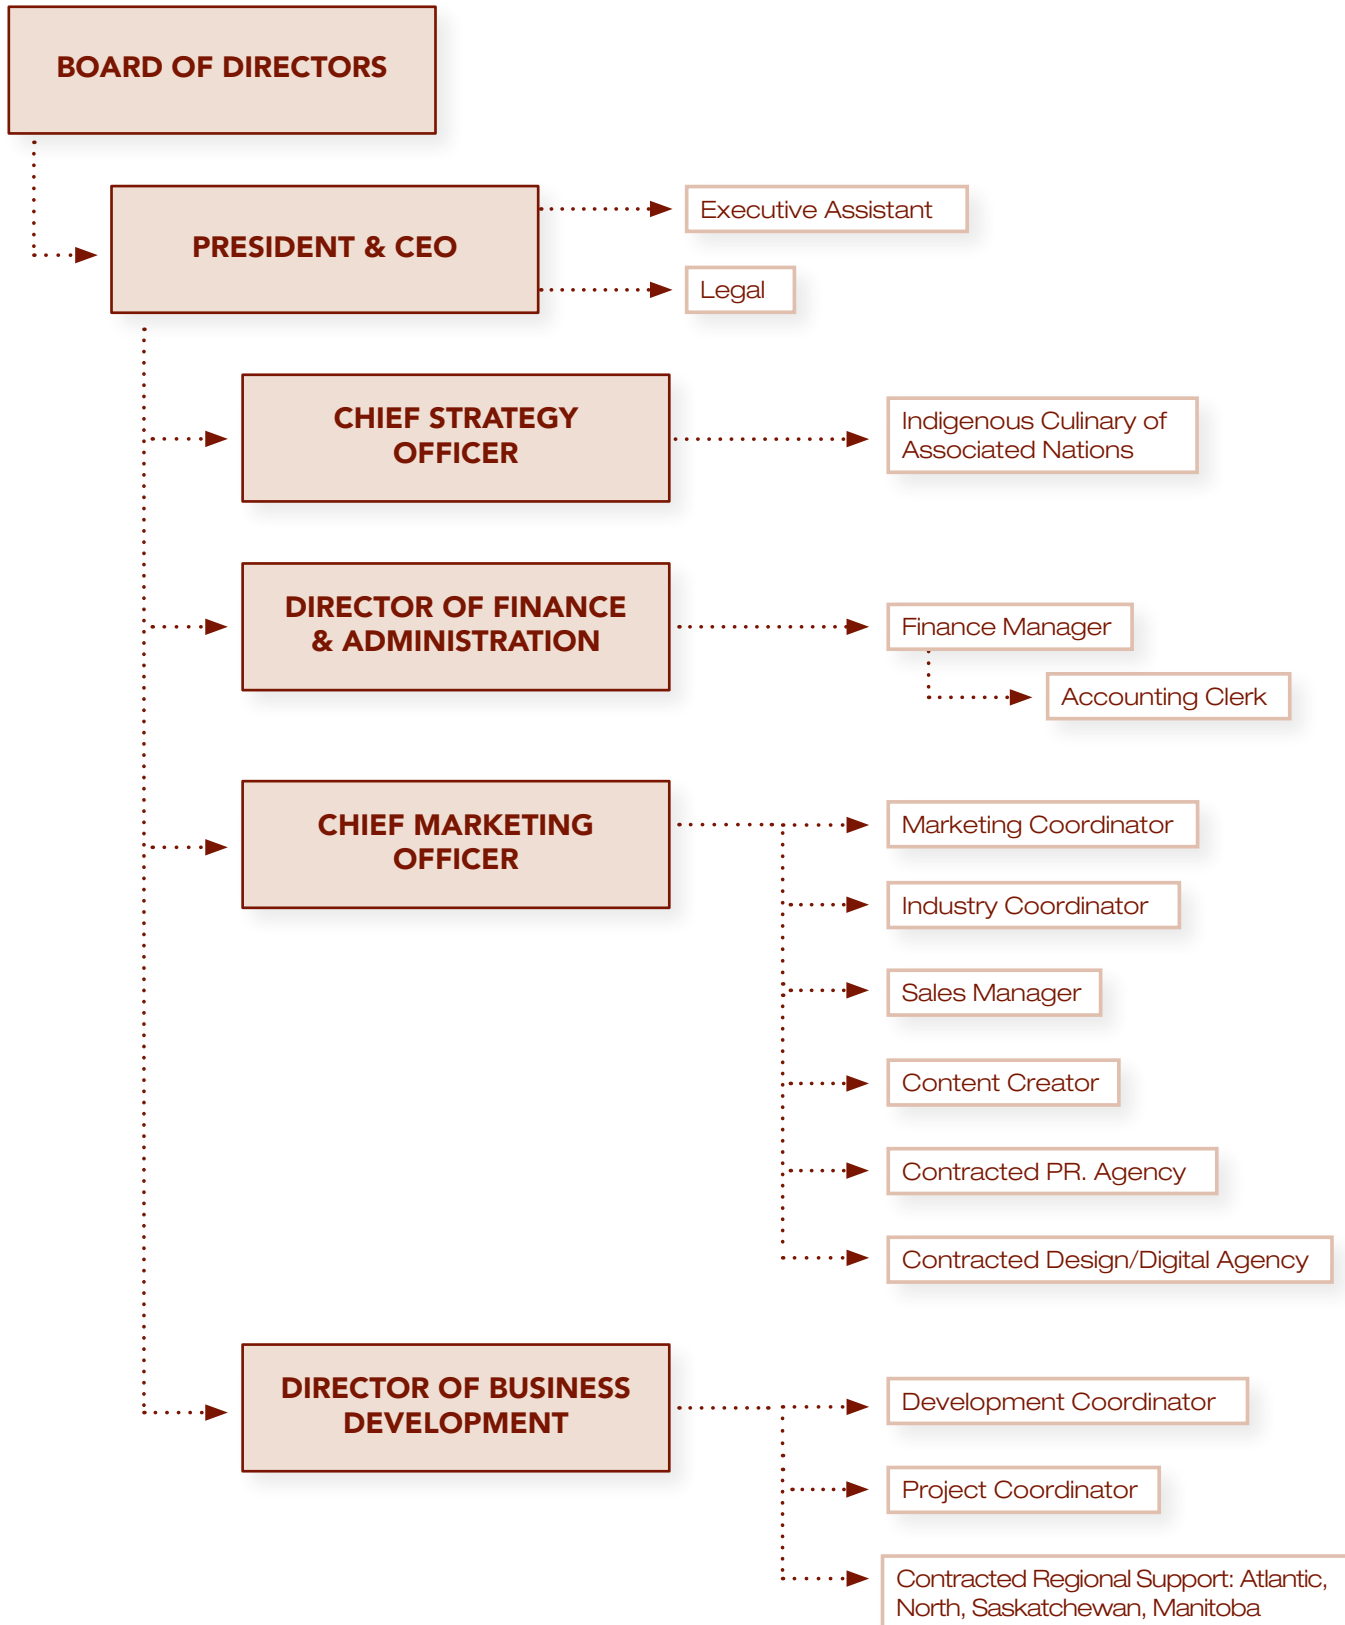 BOARD OF DIRECTORS
PRESIDENT & CEO
Executive Assistant
Legal
CHIEF STRATEGY
OFFICER
Indigenous Culinary of
Associated Nations
DIRECTOR OF FINANCE
& ADMINISTRATION
Finance Manager
Accounting Clerk
CHIEF MARKETING
OFFICER
Marketing Coordinator
Industry Coordinator
Sales Manager
Content Creator
Contracted PR. Agency
Contracted Design/Digital Agency
DIRECTOR OF BUSINESS
DEVELOPMENT
Development Coordinator
Project Coordinator
Contracted Regional Support: Atlantic,
North, Saskatchewan, Manitoba